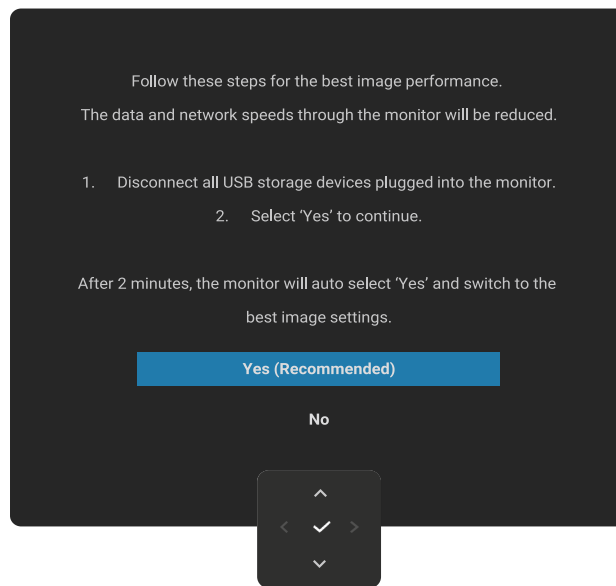 Follow these steps for the best image performance.
The data and network speeds through the monitor will be reduced.
1. Disconnect all USB storage devices plugged into the monitor.
2. Select ‘Yes’ to continue.
After 2 minutes, the monitor will auto select ‘Yes’ and switch to the
best image settings.
Yes (Recommended)
No